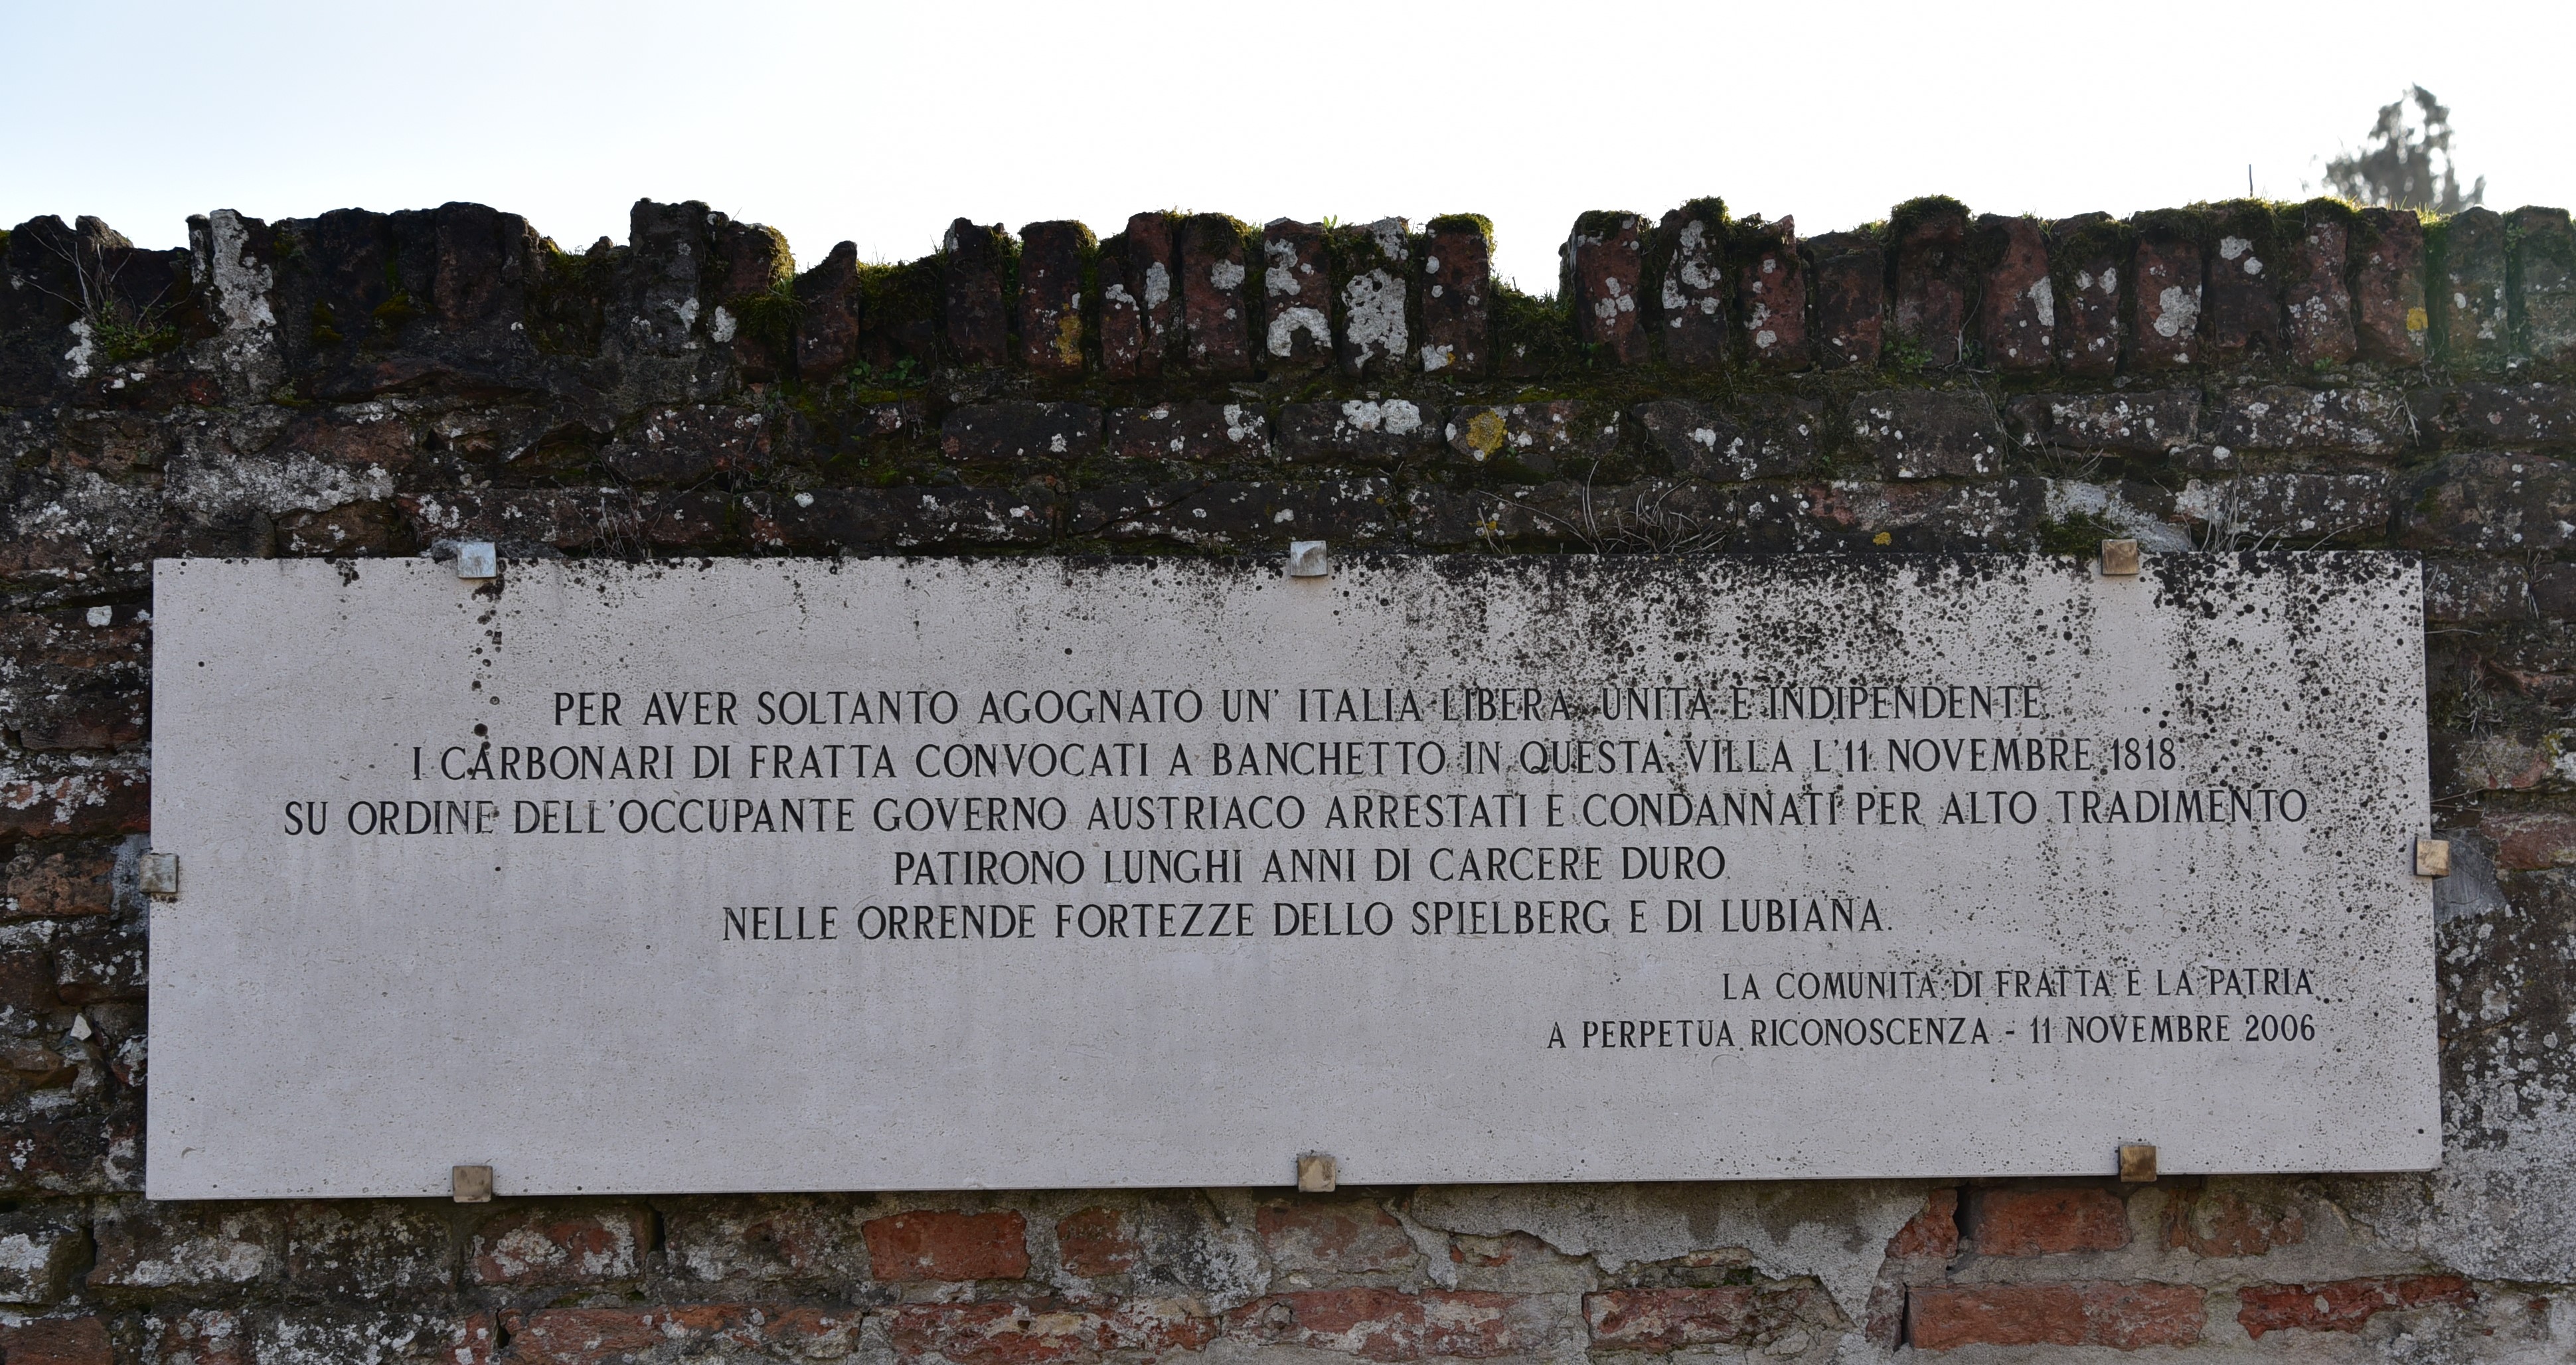 PER AVER SOLTANTO AGOGNATO UN' ITALIA LIBERA UNITA E INDIPENDENTE
I CARBONARI DI FRATTA CONVOCATI A BANCHETTO IN QUESTA VILLA L'11 NOVEMBRE 1818
SU ORDINE DELL'OCCUPANTE GOVERNO AUSTRIACO ARRESTATI E CONDANNATI PER ALTO TRADIMENTO
PATIRONO LUNGHI ANNI DI CARCERE DURO
NELLE ORRENDE FORTEZZE DELLO SPIELBERG E DI LUBIANA.
LA COMUNITÀ DI FRATTA E LA PATRIA
A PERPETUA RICONOSCENZA - 11 NOVEMBRE 2006